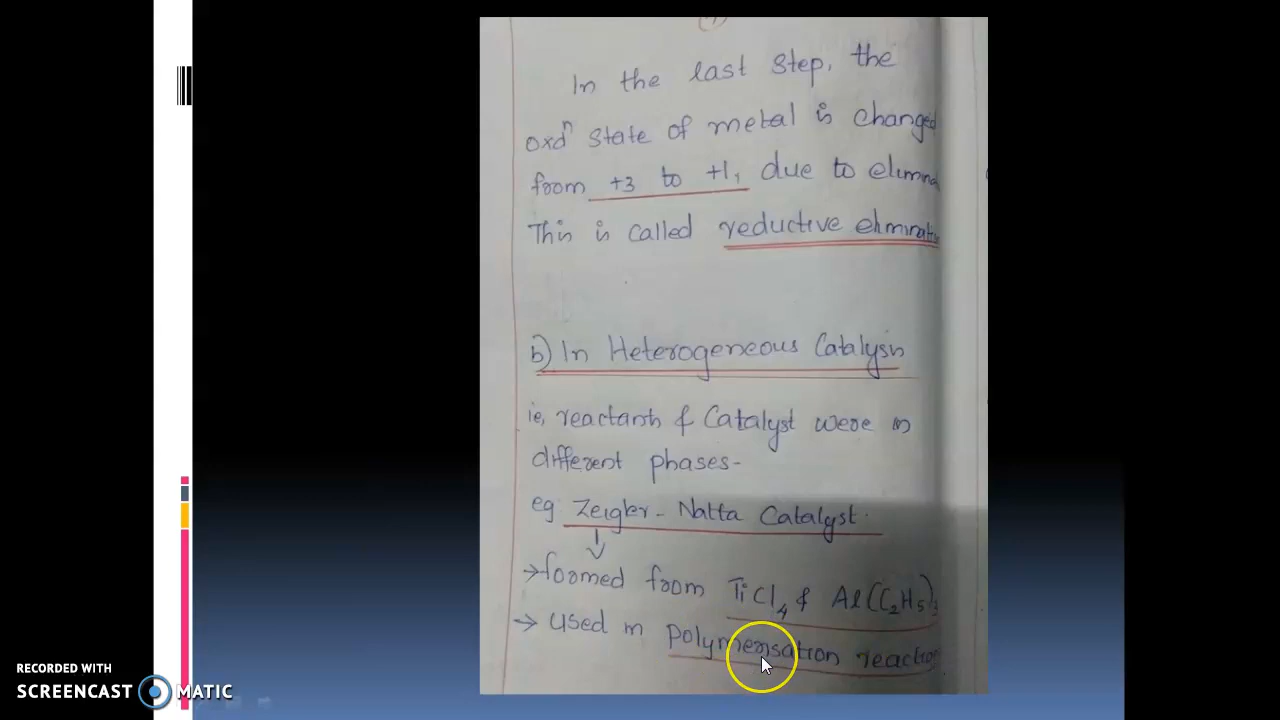 In the last step, the
oxdⁿ state of metal is changed
from +3 to +1, due to elimina
This is called reductive eliminatio
b) In Heterogeneous Catalysis
ie, reactants & Catalyst were in
different phases-
eg Zeigler - Natta Catalyst.
→ formed from TiCl4 & Al(C2H5)3
→ used in polymerisation reaction
RECORDED WITH
SCREENCAST MATIC